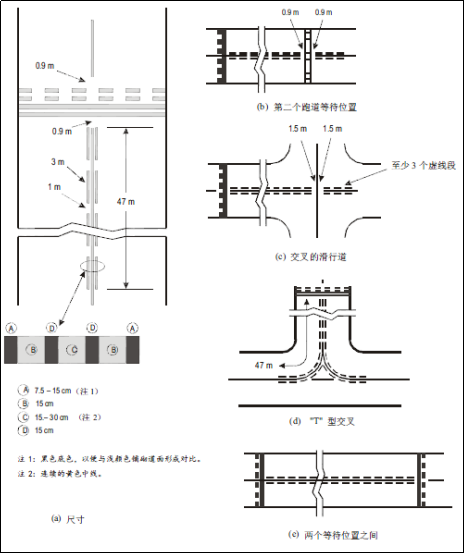 0.9 m
0.9 m
3 m
1 m
47 m
A D D A
B C B
A 7.5 – 15 cm (注 1)
B 15 cm
C 15 – 30 cm (注 2)
D 15 cm
注 1：黑色底色，以便与浅颜色铺砌道面形成对比。
注 2：连续的黄色中线。
(a) 尺寸
0.9 m 0.9 m
(b) 第二个跑道等待位置
1.5 m 1.5 m
至少 3 个虚线段
(c) 交叉的滑行道
47 m
(d) "T" 型交叉
(e) 两个等待位置之间